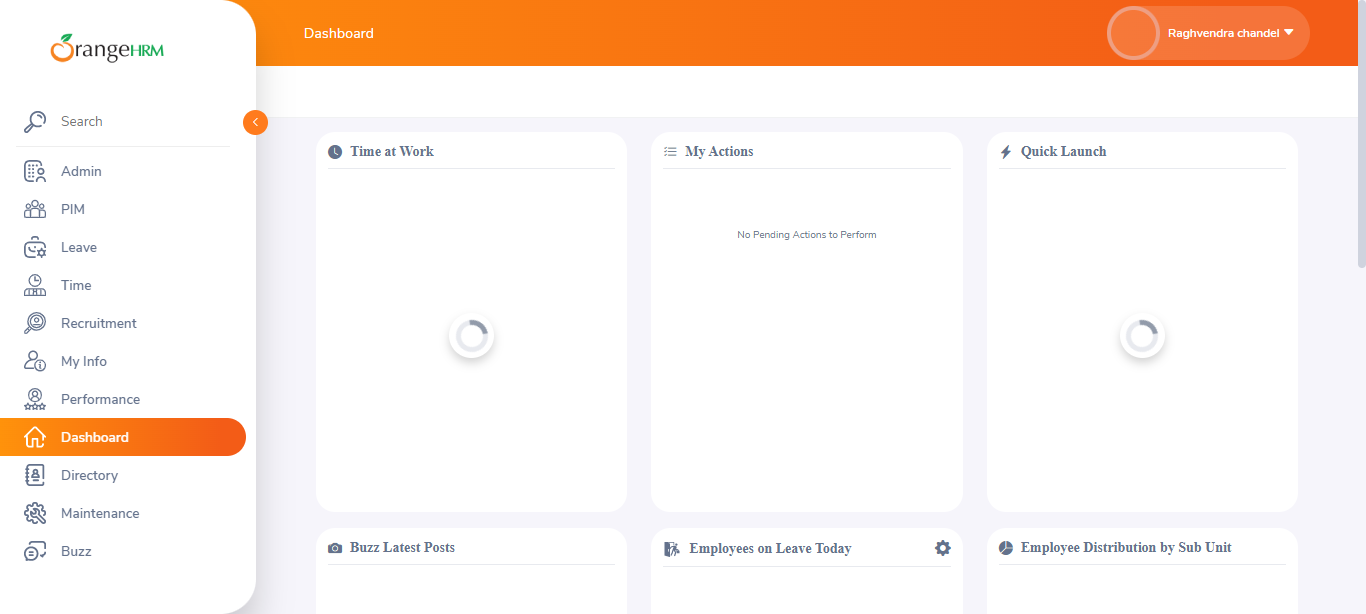 OrangeHRM
Dashboard
Raghvendra chandel
Search
Admin
PIM
Leave
Time
Recruitment
My Info
Performance
Dashboard
Directory
Maintenance
Buzz
Time at Work
My Actions
No Pending Actions to Perform
Quick Launch
Buzz Latest Posts
Employees on Leave Today
Employee Distribution by Sub Unit